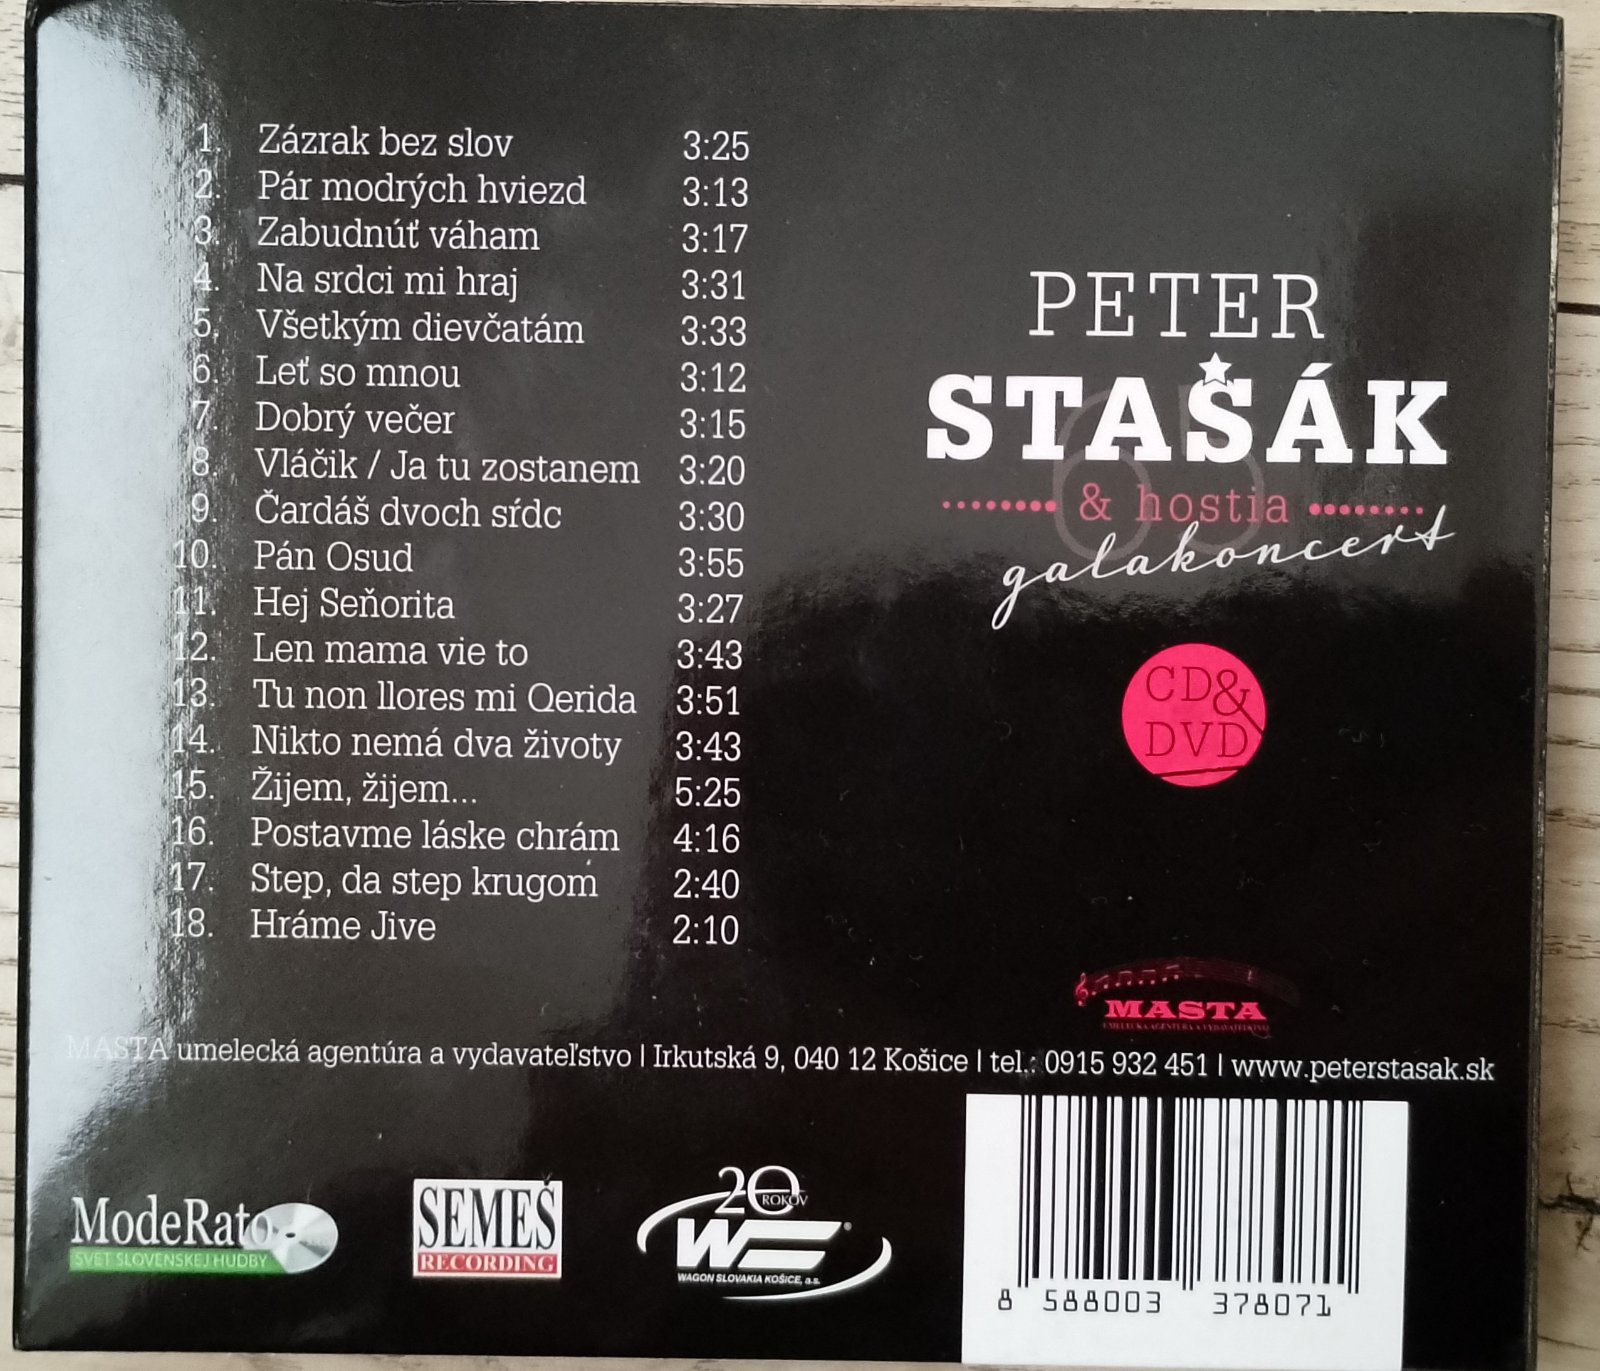 1. Zázrak bez slov 3:25
2. Pár modrých hviezd 3:13
3. Zabudnúť váham 3:17
4. Na srdci mi hraj 3:31
5. Všetkým dievčatám 3:33
6. Leť so mnou 3:12
7. Dobrý večer 3:15
8. Vláčik / Ja tu zostanem 3:20
9. Čardáš dvoch sŕdc 3:30
10. Pán Osud 3:55
11. Hej Seňorita 3:27
12. Len mama vie to 3:43
13. Tu non llores mi Qerida 3:51
14. Nikto nemá dva životy 3:43
15. Žijem, žijem... 5:25
16. Postavme láske chrám 4:16
17. Step, da step krugom 2:40
18. Hráme Jive 2:10
PETER
STAŠÁK
65
& hostia
galakoncert
CD&
DVD
MASTA
UMELECKÁ AGENTÚRA A VYDAVATEĽSTVO
MASTA umelecká agentúra a vydavateľstvo | Irkutská 9, 040 12 Košice | tel.: 0915 932 451 | www.peterstasak.sk
ModeRato
SVET SLOVENSKEJ HUDBY
SEMEŠ
RECORDING
20
ROKOV
WE®
WAGON SLOVAKIA KOŠICE, a.s.
8 588003 378071